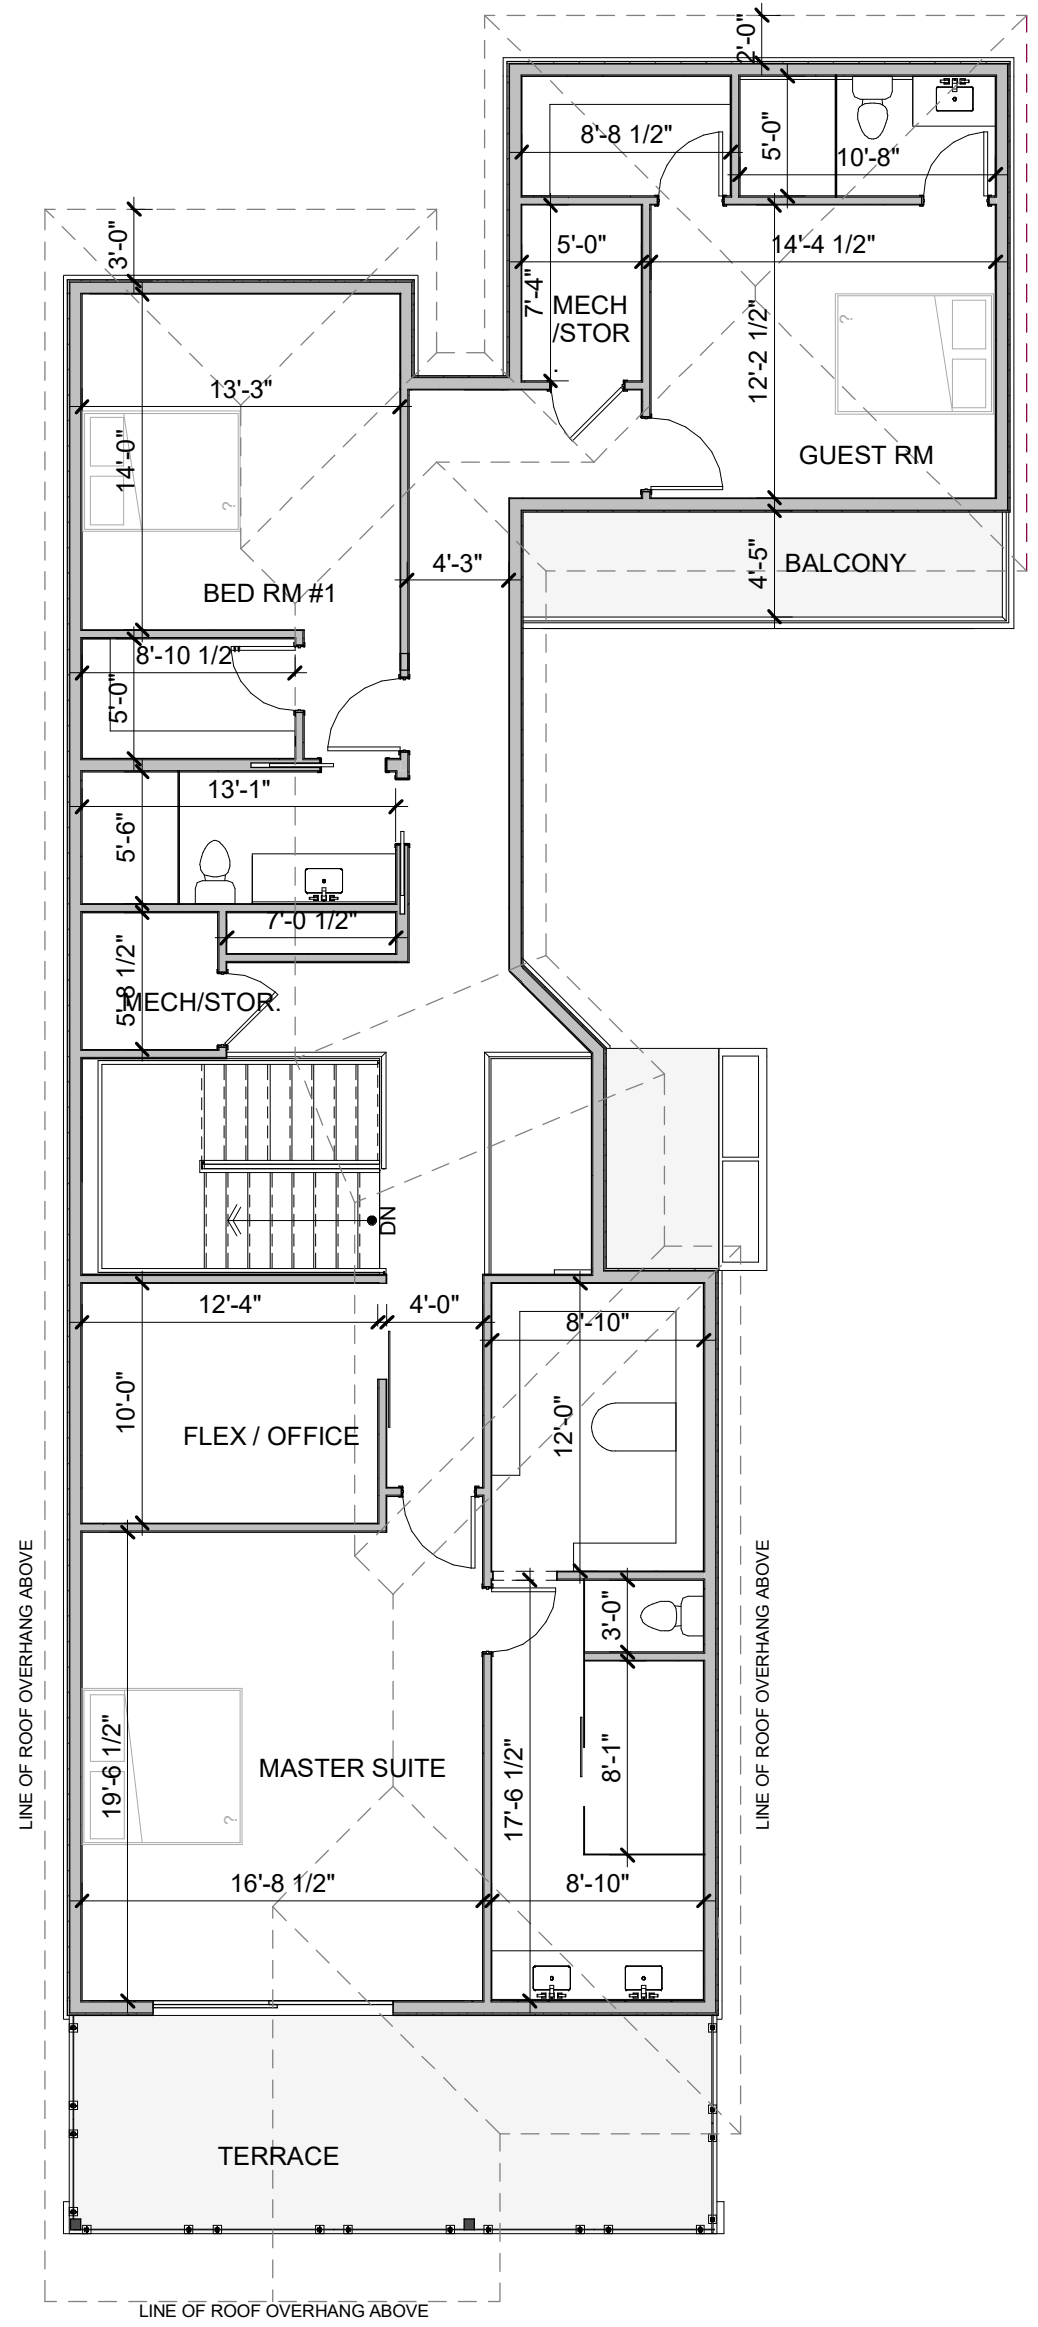 2'-0"
8'-8 1/2"
5'-0"
10'-8"
3'-0"
5'-0"
14'-4 1/2"
7'-4"
MECH
/STOR
.
12'-2 1/2"
?
13'-3"
14'-0"
?
GUEST RM
4'-3"
4'-5"
BALCONY
BED RM #1
8'-10 1/2
5'-0"
13'-1"
5'-6"
7'-0 1/2"
5'-8 1/2"
MECH/STOR.
DN
12'-4"
4'-0"
8'-10"
10'-0"
12'-0"
FLEX / OFFICE
LINE OF ROOF OVERHANG ABOVE
LINE OF ROOF OVERHANG ABOVE
3'-0"
19'-6 1/2"
MASTER SUITE
17'-6 1/2"
8'-1"
?
16'-8 1/2"
8'-10"
TERRACE
LINE OF ROOF OVERHANG ABOVE